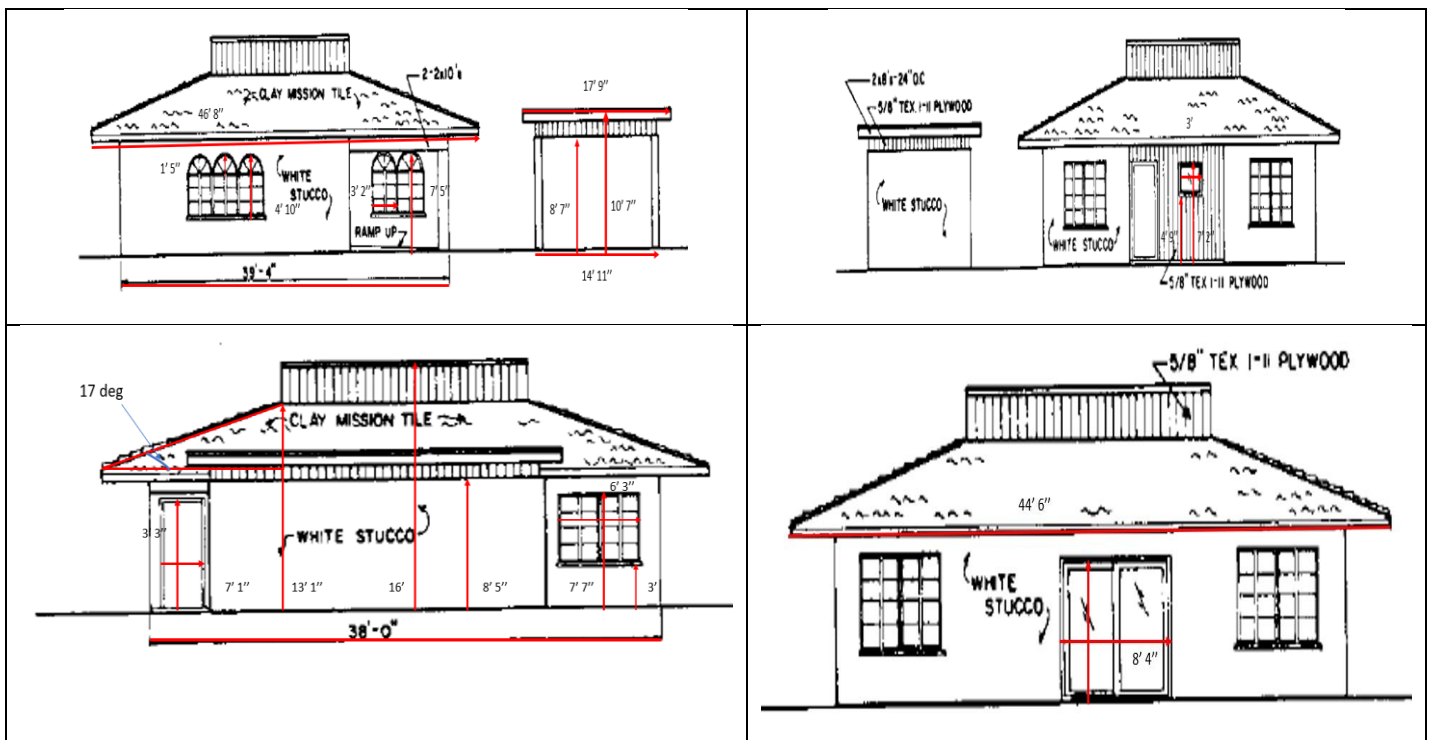 2-2x10's
17' 9"
CLAY MISSION TILE
46' 8"
1' 5"
WHITE
STUCCO
3' 2"
7' 5"
4' 10"
8' 7"
10' 7"
RAMP UP
14' 11"
39'-4"
2x8's-24" O.C
5/8" TEX. 1-11 PLYWOOD
3'
WHITE STUCCO
WHITE STUCCO
4' 9"
7' 2"
5/8" TEX 1-11 PLYWOOD
17 deg
CLAY MISSION TILE
6' 3"
3' 3"
WHITE STUCCO
7' 1"
13' 1"
16'
8' 5"
7' 7"
3'
38'-0"
5/8" TEX 1-11 PLYWOOD
44' 6"
WHITE
STUCCO
8' 4"